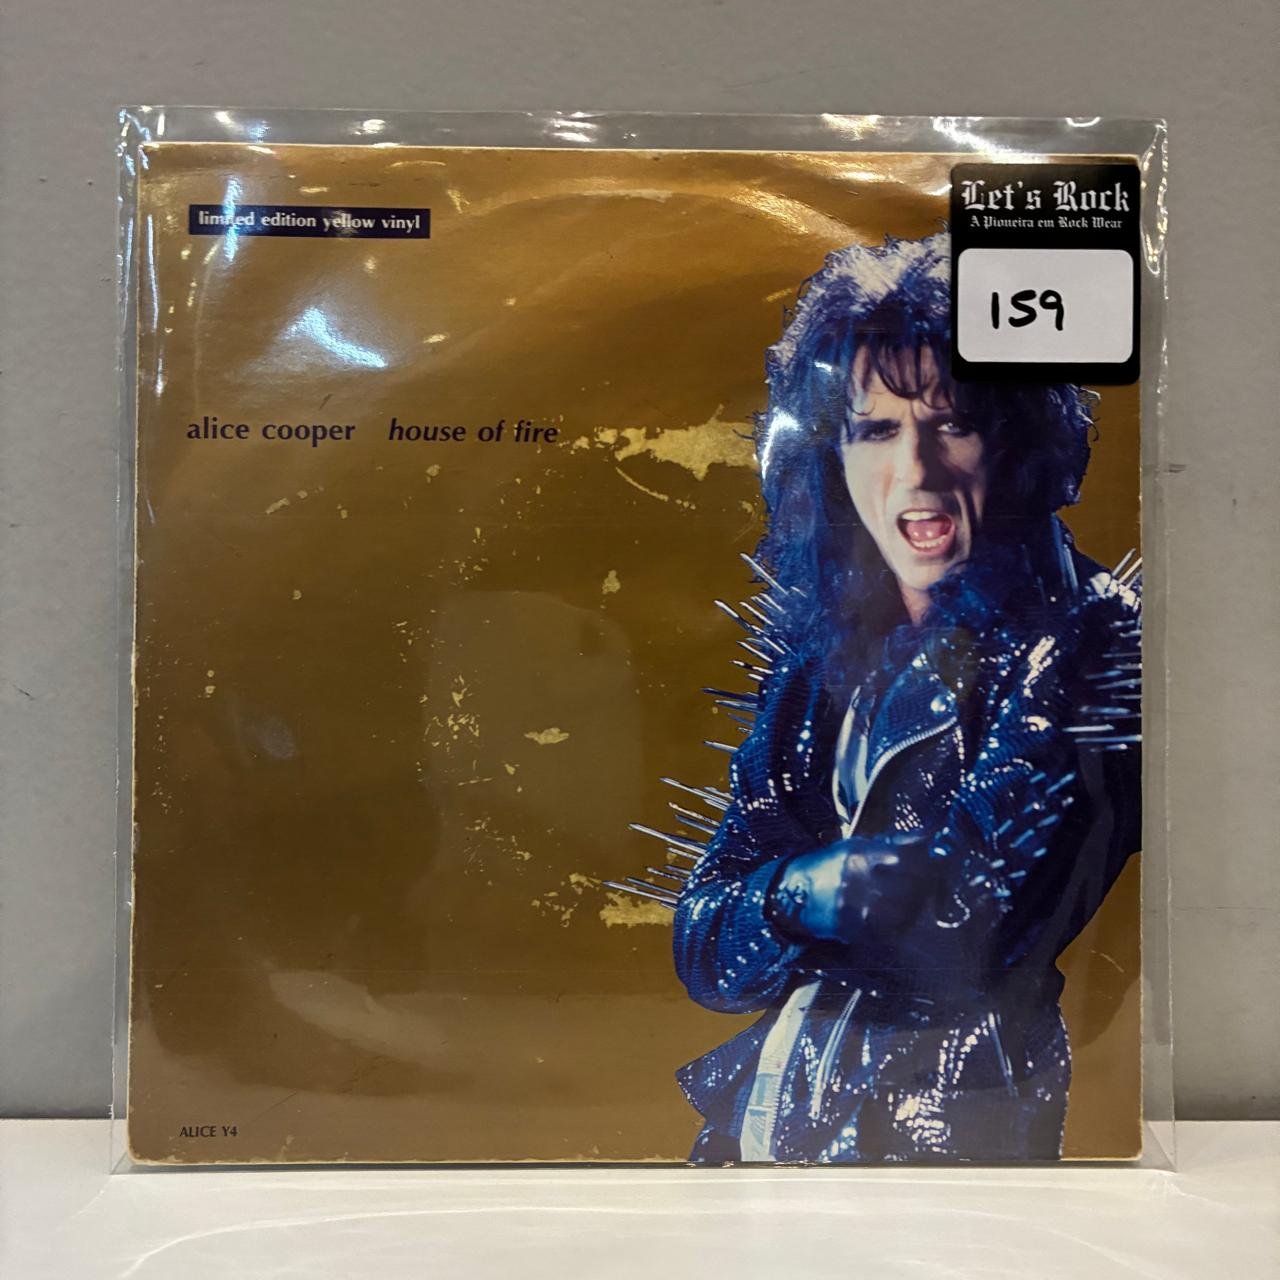 limited edition yellow vinyl
Let's Rock
A Pioneira em Rock Wear
159
alice cooper house of fire
ALICE Y4